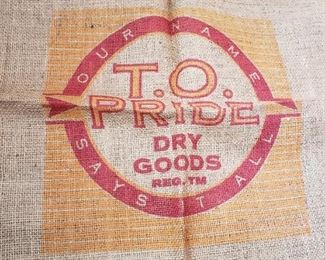 OUR NAME
T.O.
PRIDE
DRY
GOODS
REG. TM
SAYS IT ALL